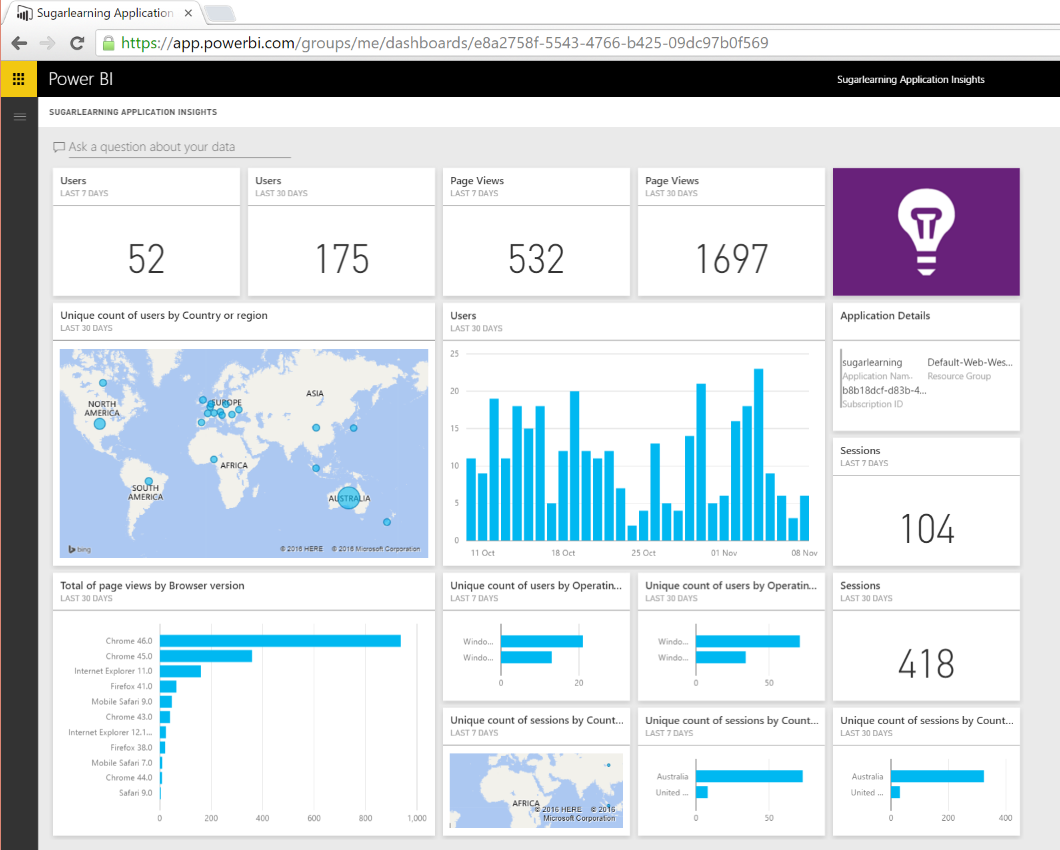 Sugarlearning Application
https://app.powerbi.com/groups/me/dashboards/e8a2758f-5543-4766-b425-09dc97b0f569
Power BI
Sugarlearning Application Insights
SUGARLEARNING APPLICATION INSIGHTS
Ask a question about your data
Users
LAST 7 DAYS
52
Users
LAST 30 DAYS
175
Page Views
LAST 7 DAYS
532
Page Views
LAST 30 DAYS
1697
Unique count of users by Country or region
LAST 30 DAYS
NORTH
AMERICA
EUROPE
ASIA
AFRICA
SOUTH
AMERICA
AUSTRALIA
bing
© 2016 HERE © 2016 Microsoft Corporation
Users
LAST 30 DAYS
25
20
15
10
5
0
11 Oct 18 Oct 25 Oct 01 Nov 08 Nov
Application Details
sugarlearning
Application Nam..
Default-Web-Wes...
Resource Group
b8b18dcf-d83b-4...
Subscription ID
Sessions
LAST 7 DAYS
104
Total of page views by Browser version
LAST 30 DAYS
Chrome 46.0
Chrome 45.0
Internet Explorer 11.0
Firefox 41.0
Mobile Safari 9.0
Chrome 43.0
Internet Explorer 12.1...
Firefox 38.0
Mobile Safari 7.0
Chrome 44.0
Safari 9.0
0 200 400 600 800 1,000
Unique count of users by Operatin...
LAST 7 DAYS
Windo...
Windo...
0 20
Unique count of users by Operatin...
LAST 30 DAYS
Windo...
Windo...
0 50
Sessions
LAST 30 DAYS
418
Unique count of sessions by Count...
LAST 7 DAYS
AFRICA
© 2016 HERE © 2016
Microsoft Corporation
Unique count of sessions by Count...
LAST 7 DAYS
Australia
United ...
0 50
Unique count of sessions by Count...
LAST 30 DAYS
Australia
United ...
0 200 400